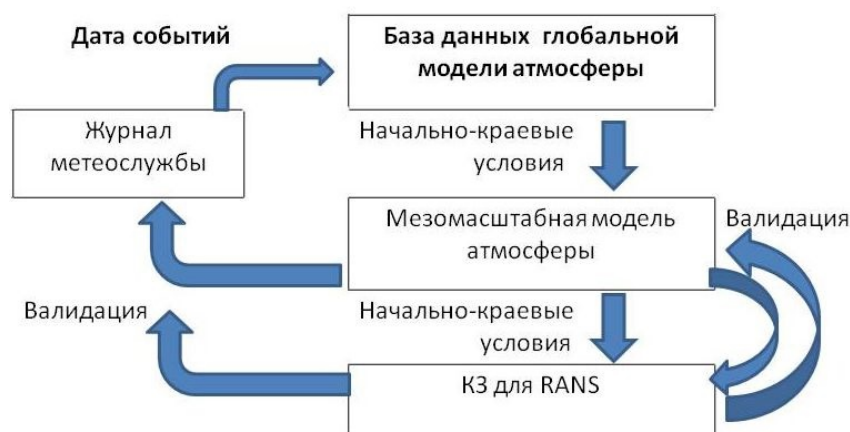 Дата событий
База данных глобальной
модели атмосферы
Журнал
метеослужбы
Начально-краевые
условия
Мезомасштабная модель
атмосферы
Валидация
Валидация
Начально-краевые
условия
КЗ для RANS